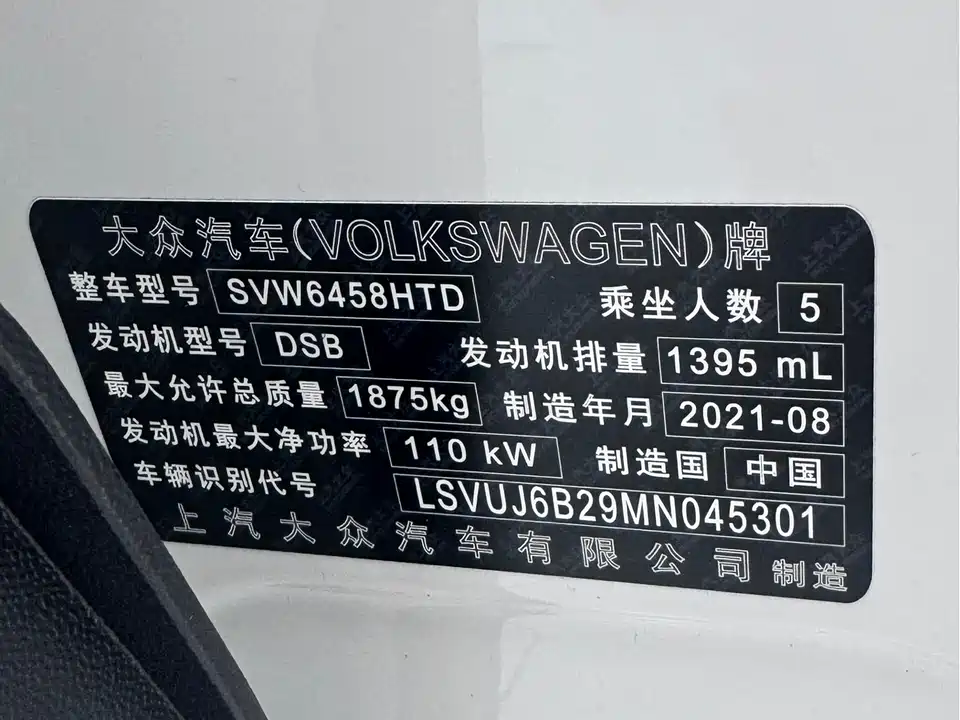 大众汽车(VOLKSWAGEN)牌
整车型号 SVW6458HTD 乘坐人数 5
发动机型号 DSB 发动机排量 1395 mL
最大允许总质量 1875kg 制造年月 2021-08
发动机最大净功率 110 kW 制造国 中国
车辆识别代号 LSVUJ6B29MN045301
上汽大众汽车有限公司 制造